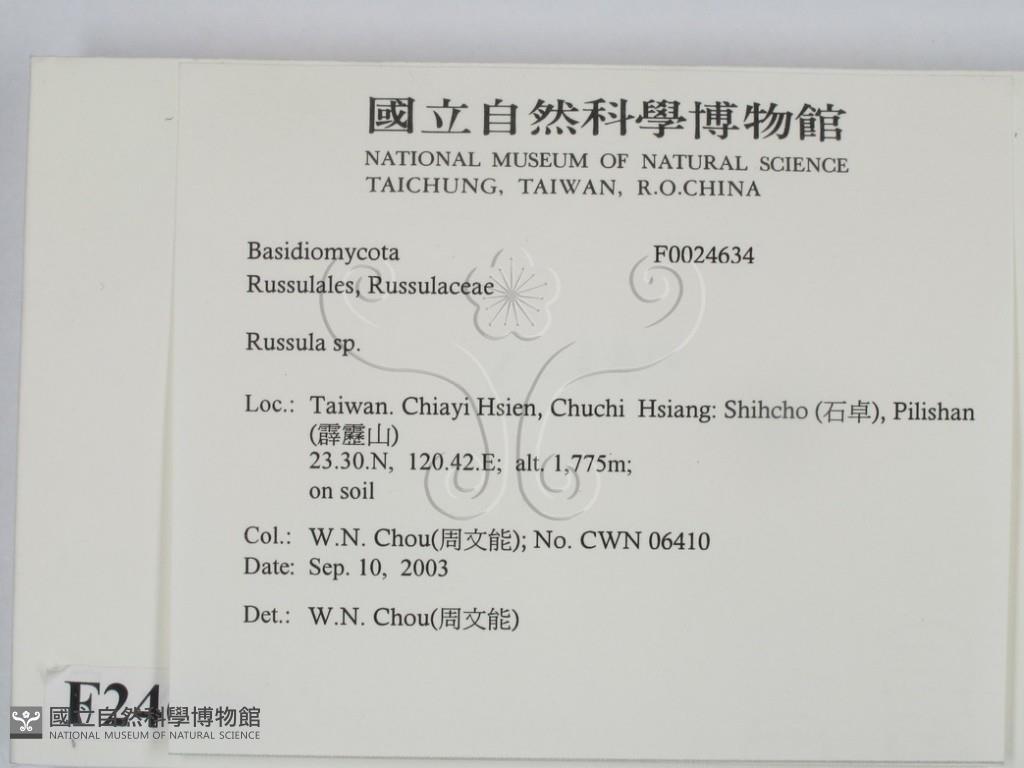 國立自然科學博物館
NATIONAL MUSEUM OF NATURAL SCIENCE
TAICHUNG, TAIWAN, R.O.CHINA
Basidiomycota F0024634
Russulales, Russulaceae
Russula sp.
Loc.: Taiwan. Chiayi Hsien, Chuchi Hsiang: Shihcho (石卓), Pilishan
(霹靂山)
23.30.N, 120.42.E; alt. 1,775m;
on soil
Col.: W.N. Chou(周文能); No. CWN 06410
Date: Sep. 10, 2003
Det.: W.N. Chou(周文能)
F24
國立自然科學博物館
NATIONAL MUSEUM OF NATURAL SCIENCE